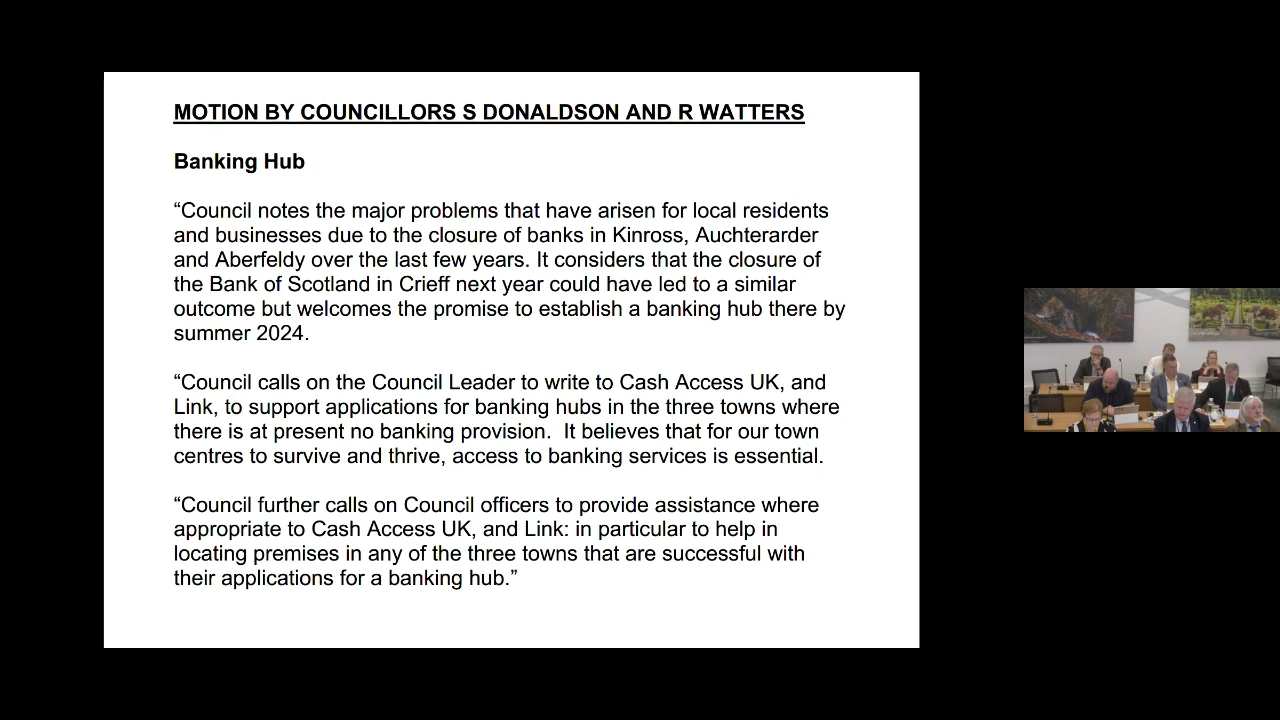 MOTION BY COUNCILLORS S DONALDSON AND R WATTERS
Banking Hub
“Council notes the major problems that have arisen for local residents
and businesses due to the closure of banks in Kinross, Auchterarder
and Aberfeldy over the last few years. It considers that the closure of
the Bank of Scotland in Crieff next year could have led to a similar
outcome but welcomes the promise to establish a banking hub there by
summer 2024.
“Council calls on the Council Leader to write to Cash Access UK, and
Link, to support applications for banking hubs in the three towns where
there is at present no banking provision.  It believes that for our town
centres to survive and thrive, access to banking services is essential.
“Council further calls on Council officers to provide assistance where
appropriate to Cash Access UK, and Link: in particular to help in
locating premises in any of the three towns that are successful with
their applications for a banking hub.”